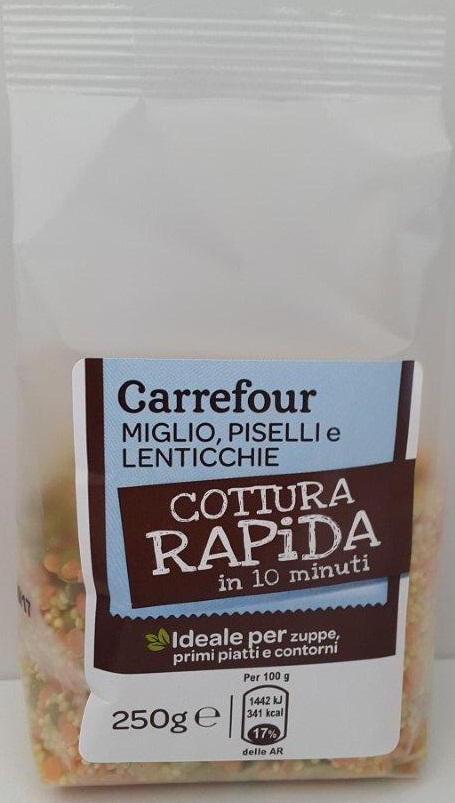 Carrefour
MIGLIO, PISELLI e
LENTICCHIE
COTTURA
RAPiDA
in 10 minuti
Ideale per zuppe,
primi piatti e contorni
Per 100 g
250g ℮
1442 kJ
341 kcal
17%
delle AR